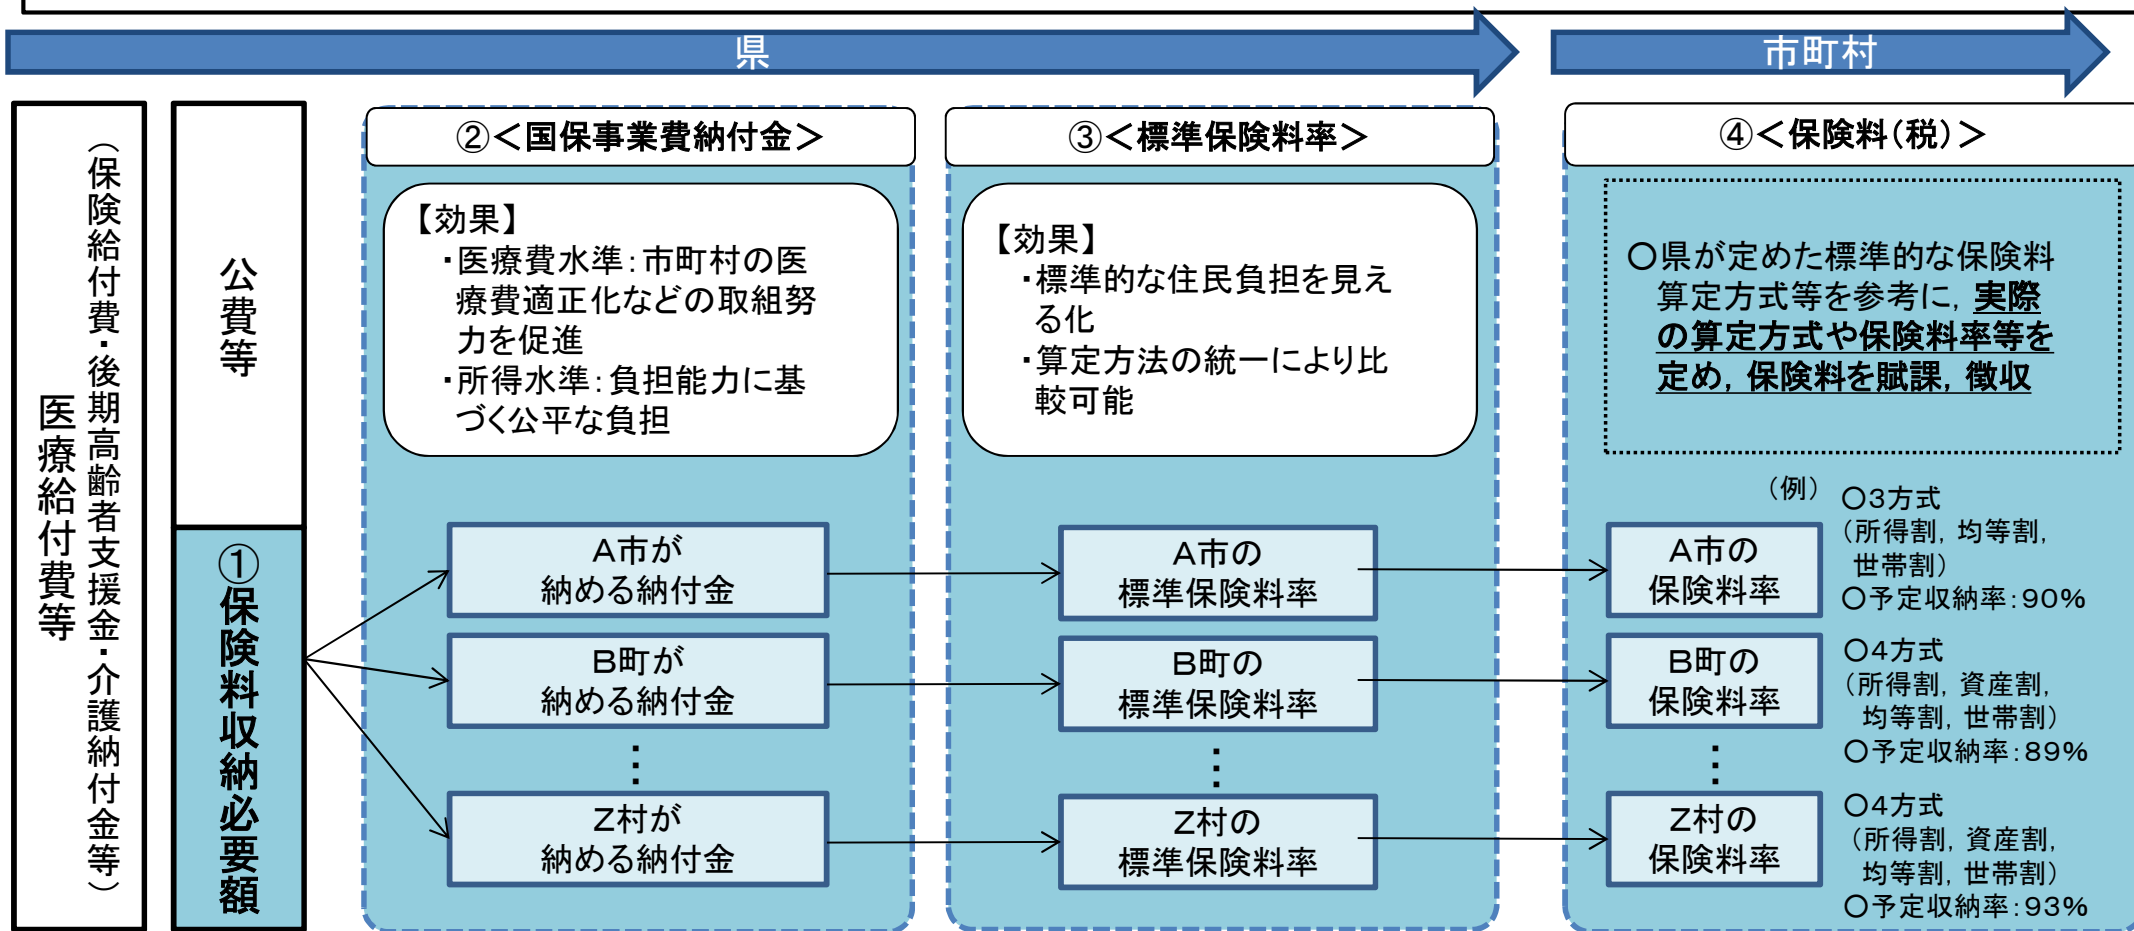 県
市町村
医療給付費等
（保険給付費・後期高齢者支援金・介護納付金等）
公費等
①保険料収納必要額
②＜国保事業費納付金＞
【効果】
・医療費水準：市町村の医
療費適正化などの取組努
力を促進
・所得水準：負担能力に基
づく公平な負担
A市が
納める納付金
B町が
納める納付金
⋮
Z村が
納める納付金
③＜標準保険料率＞
【効果】
・標準的な住民負担を見え
る化
・算定方法の統一により比
較可能
A市の
標準保険料率
B町の
標準保険料率
⋮
Z村の
標準保険料率
④＜保険料（税）＞
○県が定めた標準的な保険料
算定方式等を参考に，実際
の算定方式や保険料率等を
定め，保険料を賦課，徴収
（例）
A市の
保険料率
○3方式
（所得割，均等割，
世帯割）
○予定収納率：90％
B町の
保険料率
○4方式
（所得割，資産割，
均等割，世帯割）
○予定収納率：89％
⋮
Z村の
保険料率
○4方式
（所得割，資産割，
均等割，世帯割）
○予定収納率：93％